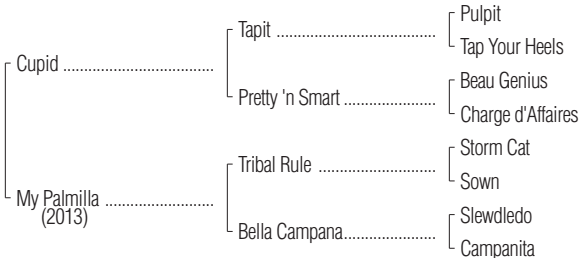 Pulpit
Tapit ................................................
Tap Your Heels
Cupid .............................................
Beau Genius
Pretty 'n Smart ............................
Charge d'Affaires
Storm Cat
Tribal Rule ...................................
Sown
My Palmilla ................................
(2013)
Slewdledo
Bella Campana...........................
Campanita